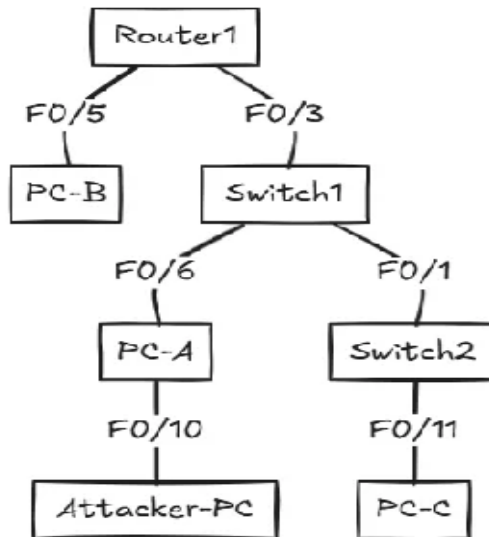 Router1
F0/5 F0/3
PC-B Switch1
F0/6 F0/1
PC-A Switch2
F0/10 F0/11
Attacker-PC PC-C